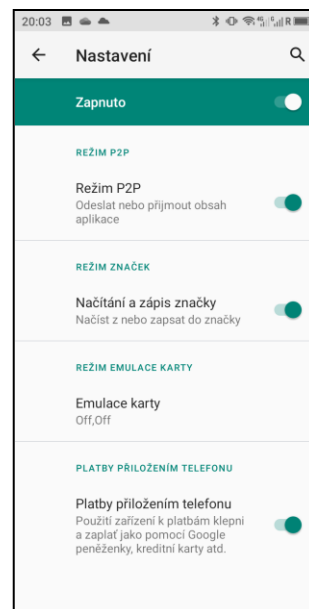 20:03
Nastavení
Zapnuto
REŽIM P2P
Režim P2P
Odeslat nebo přijmout obsah
aplikace
REŽIM ZNAČEK
Načítání a zápis značky
Načíst z nebo zapsat do značky
REŽIM EMULACE KARTY
Emulace karty
Off,Off
PLATBY PŘILOŽENÍM TELEFONU
Platby přiložením telefonu
Použití zařízení k platbám klepni
a zaplať jako pomocí Google
peněženky, kreditní karty atd.